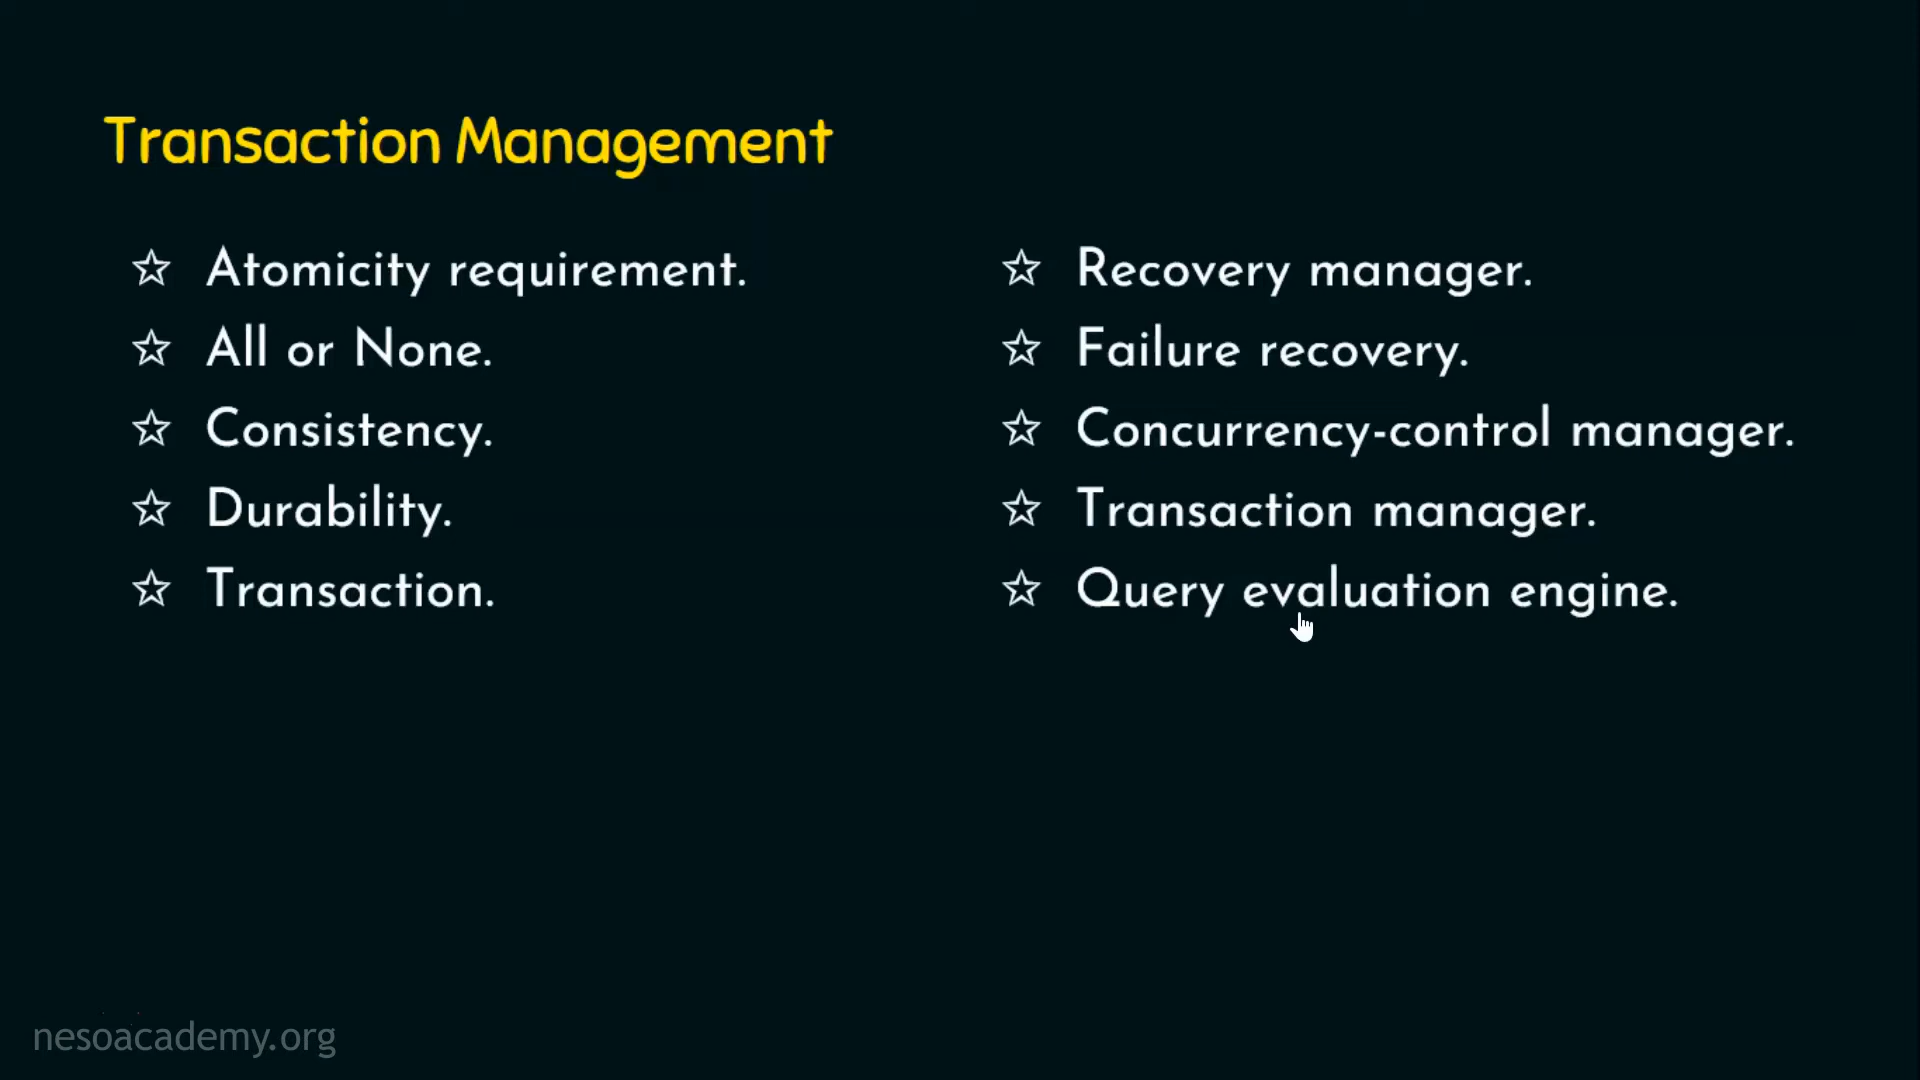 Transaction Management
☆ Atomicity requirement.
☆ All or None.
☆ Consistency.
☆ Durability.
☆ Transaction.
☆ Recovery manager.
☆ Failure recovery.
☆ Concurrency-control manager.
☆ Transaction manager.
☆ Query evaluation engine.
nesoacademy.org